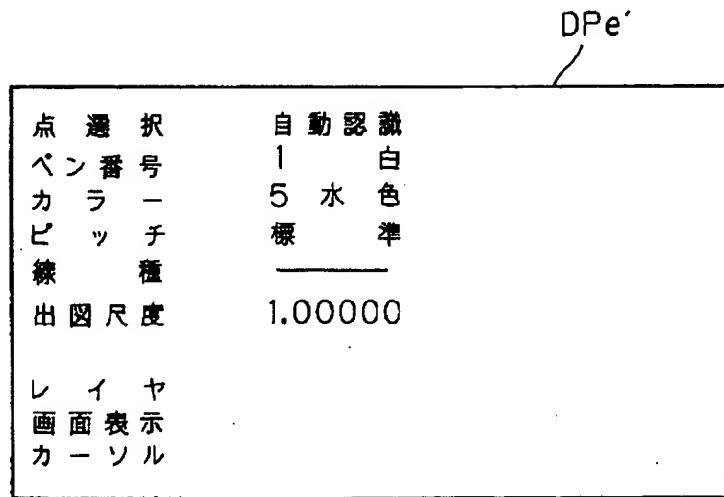 DPe′
点選択 自動認識
ペン番号 1 白
カラー 5 水色
ピッチ 標準
線種
出図尺度 1.00000
レイヤ
画面表示
カーソル